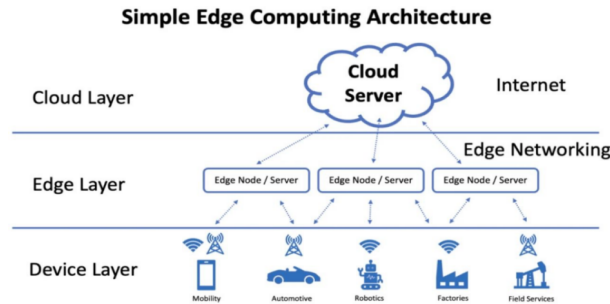 Simple Edge Computing Architecture
Cloud
Server
Internet
Cloud Layer
Edge Networking
Edge Layer
Edge Node / Server
Edge Node / Server
Edge Node / Server
Device Layer
Mobility
Automotive
Robotics
Factories
Field Services